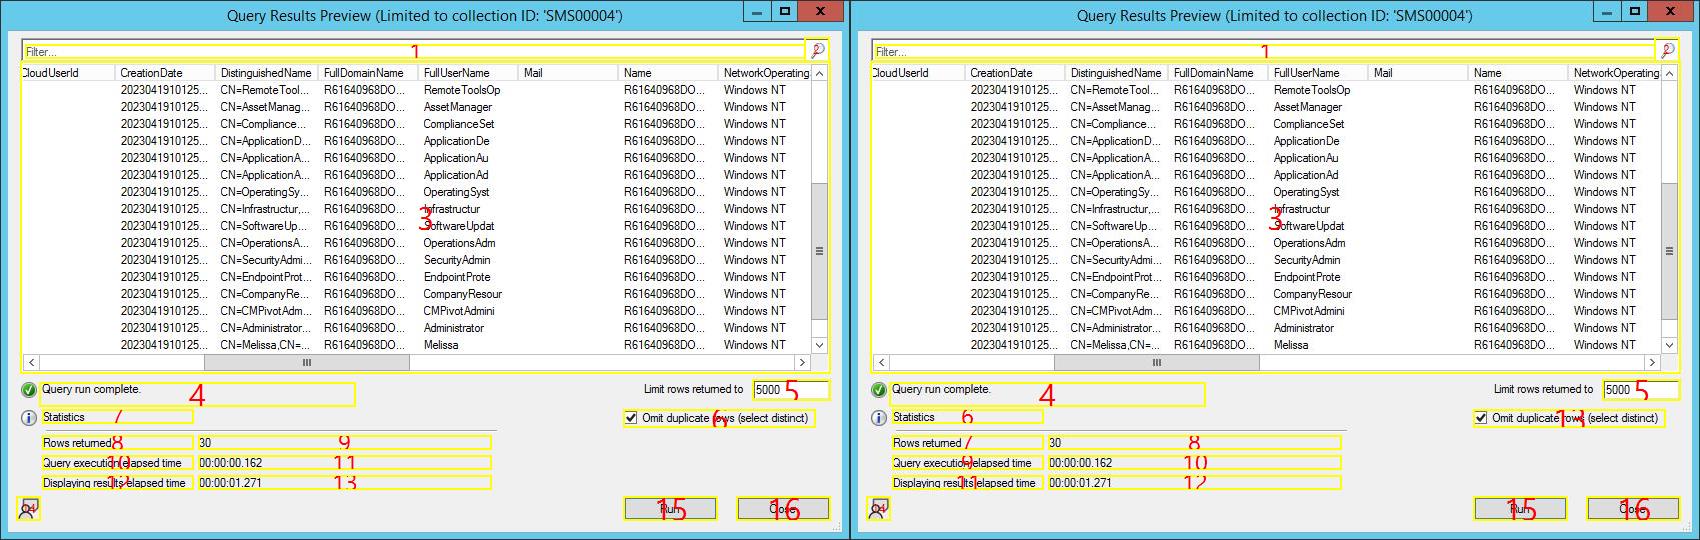 Query Results Preview (Limited to collection ID: 'SMS00004')
Filter... 1 2
CloudUserId CreationDate DistinguishedName FullDomainName FullUserName Mail Name NetworkOperating
2023041910125... CN=RemoteTool... R61640968DO... RemoteToolsOp R61640968DO... Windows NT
2023041910125... CN=AssetManag... R61640968DO... AssetManager R61640968DO... Windows NT
2023041910125... CN=Compliance... R61640968DO... ComplianceSet R61640968DO... Windows NT
2023041910125... CN=ApplicationD... R61640968DO... ApplicationDe R61640968DO... Windows NT
2023041910125... CN=ApplicationA... R61640968DO... ApplicationAu R61640968DO... Windows NT
2023041910125... CN=ApplicationA... R61640968DO... ApplicationAd R61640968DO... Windows NT
2023041910125... CN=OperatingSy... R61640968DO... OperatingSyst R61640968DO... Windows NT
2023041910125... CN=Infrastructur,... R61640968DO... Infrastructur R61640968DO... Windows NT
3
2023041910125... CN=SoftwareUp... R61640968DO... SoftwareUpdat R61640968DO... Windows NT
2023041910125... CN=OperationsA... R61640968DO... OperationsAdm R61640968DO... Windows NT
2023041910125... CN=SecurityAdmi... R61640968DO... SecurityAdmin R61640968DO... Windows NT
2023041910125... CN=EndpointProt... R61640968DO... EndpointProte R61640968DO... Windows NT
2023041910125... CN=CompanyRe... R61640968DO... CompanyResour R61640968DO... Windows NT
2023041910125... CN=CMPivotAdmi... R61640968DO... CMPivotAdmini R61640968DO... Windows NT
2023041910125... CN=Administrator... R61640968DO... Administrator R61640968DO... Windows NT
2023041910125... CN=Melissa,CN=... R61640968DO... Melissa R61640968DO... Windows NT
Query run complete. 4 Limit rows returned to 5000 5
Statistics 7 Omit duplicate rows (select distinct) 6
Rows returned 8 30 9
Query execution elapsed time 10 00:00:00.162 11
Displaying results elapsed time 12 00:00:01.271 13
14 Run 15 Close 16
Query Results Preview (Limited to collection ID: 'SMS00004')
Filter... 1 2
CloudUserId CreationDate DistinguishedName FullDomainName FullUserName Mail Name NetworkOperating
2023041910125... CN=RemoteTool... R61640968DO... RemoteToolsOp R61640968DO... Windows NT
2023041910125... CN=AssetManag... R61640968DO... AssetManager R61640968DO... Windows NT
2023041910125... CN=Compliance... R61640968DO... ComplianceSet R61640968DO... Windows NT
2023041910125... CN=ApplicationD... R61640968DO... ApplicationDe R61640968DO... Windows NT
2023041910125... CN=ApplicationA... R61640968DO... ApplicationAu R61640968DO... Windows NT
2023041910125... CN=ApplicationA... R61640968DO... ApplicationAd R61640968DO... Windows NT
2023041910125... CN=OperatingSy... R61640968DO... OperatingSyst R61640968DO... Windows NT
2023041910125... CN=Infrastructur,... R61640968DO... Infrastructur R61640968DO... Windows NT
3
2023041910125... CN=SoftwareUp... R61640968DO... SoftwareUpdat R61640968DO... Windows NT
2023041910125... CN=OperationsA... R61640968DO... OperationsAdm R61640968DO... Windows NT
2023041910125... CN=SecurityAdmi... R61640968DO... SecurityAdmin R61640968DO... Windows NT
2023041910125... CN=EndpointProt... R61640968DO... EndpointProte R61640968DO... Windows NT
2023041910125... CN=CompanyRe... R61640968DO... CompanyResour R61640968DO... Windows NT
2023041910125... CN=CMPivotAdmi... R61640968DO... CMPivotAdmini R61640968DO... Windows NT
2023041910125... CN=Administrator... R61640968DO... Administrator R61640968DO... Windows NT
2023041910125... CN=Melissa,CN=... R61640968DO... Melissa R61640968DO... Windows NT
Query run complete. 4 Limit rows returned to 5000 5
Statistics 6 Omit duplicate rows (select distinct) 13
Rows returned 7 30 8
Query execution elapsed time 9 00:00:00.162 10
Displaying results elapsed time 11 00:00:01.271 12
14 Run 15 Close 16